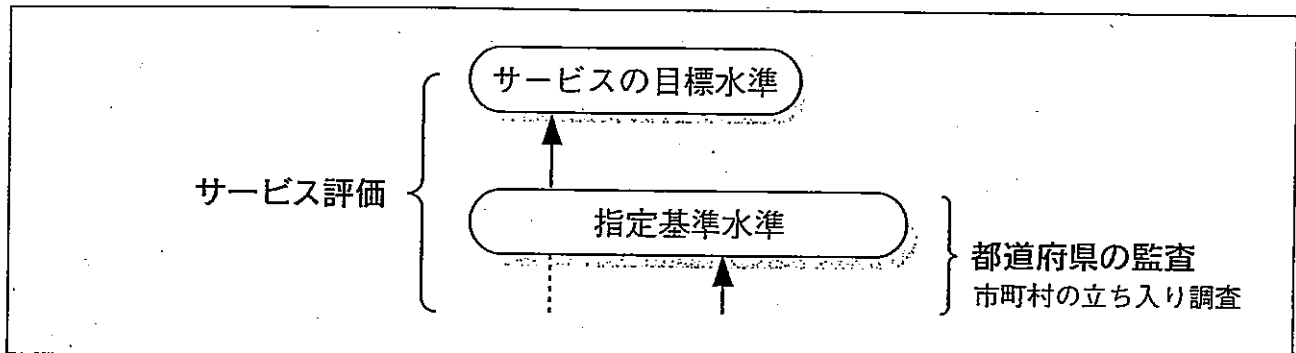 サービスの目標水準
サービス評価
指定基準水準
都道府県の監査
市町村の立ち入り調査